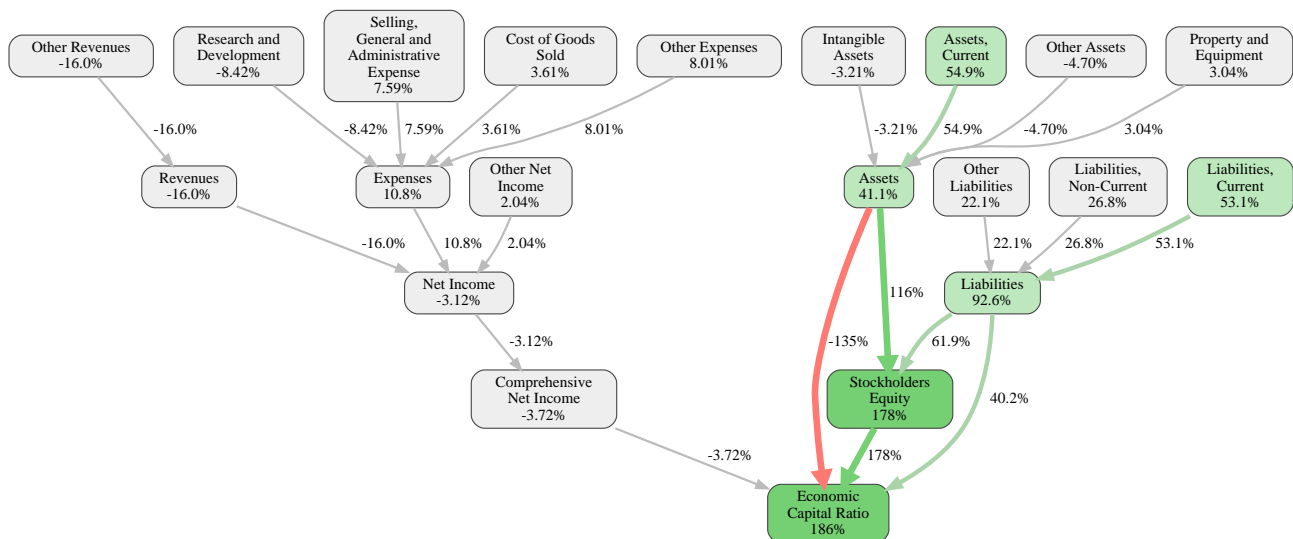 Other Revenues
-16.0%
Research and
Development
-8.42%
Selling,
General and
Administrative
Expense
7.59%
Cost of Goods
Sold
3.61%
Other Expenses
8.01%
Intangible
Assets
-3.21%
Assets,
Current
54.9%
Other Assets
-4.70%
Property and
Equipment
3.04%
-16.0%
-8.42%
7.59%
3.61%
8.01%
-3.21%
54.9%
-4.70%
3.04%
Revenues
-16.0%
Expenses
10.8%
Other Net
Income
2.04%
Assets
41.1%
Other
Liabilities
22.1%
Liabilities,
Non-Current
26.8%
Liabilities,
Current
53.1%
-16.0%
10.8%
2.04%
22.1%
26.8%
53.1%
Net Income
-3.12%
Liabilities
92.6%
116%
-3.12%
-135%
61.9%
Comprehensive
Net Income
-3.72%
Stockholders
Equity
178%
40.2%
-3.72%
178%
Economic
Capital Ratio
186%